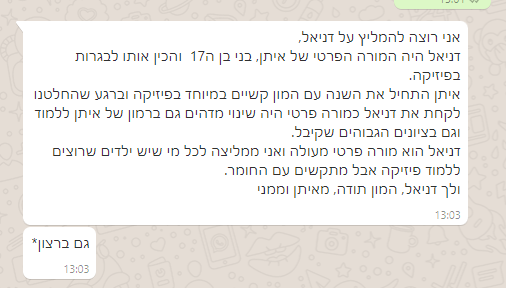 13:01
אני רוצה להמליץ על דניאל,
דניאל היה המורה הפרטי של איתן, בני בן ה17 והכין אותו לבגרות
בפיזיקה.
איתן התחיל את השנה עם המון קשיים במיוחד בפיזיקה וברגע שהחלטנו
לקחת את דניאל כמורה פרטי היה שינוי מדהים גם ברמון של איתן ללמוד
וגם בציונים הגבוהים שקיבל.
דניאל הוא מורה פרטי מעולה ואני ממליצה לכל מי שיש ילדים שרוצים
ללמוד פיזיקה אבל מתקשים עם החומר.
ולך דניאל, המון תודה, מאיתן וממני
13:03
גם ברצון*
13:03